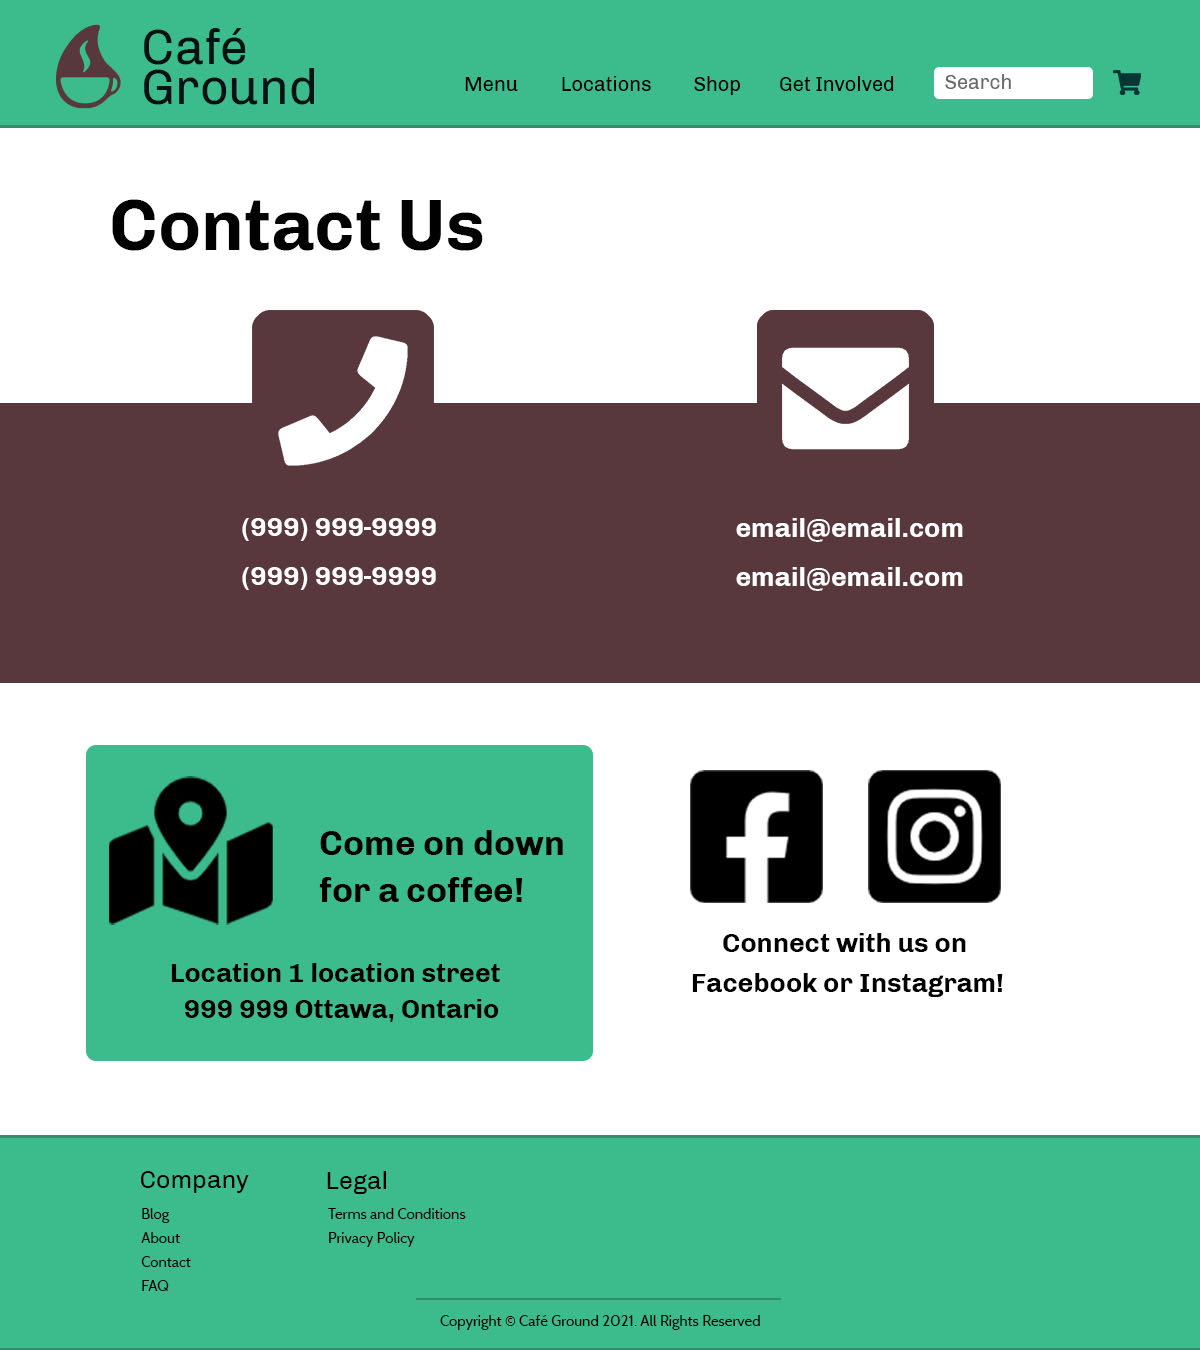 Café
Ground
Menu
Locations
Shop
Get Involved
Search
Contact Us
(999) 999-9999
(999) 999-9999
email@email.com
email@email.com
Come on down
for a coffee!
Location 1 location street
999 999 Ottawa, Ontario
Connect with us on
Facebook or Instagram!
Company
Blog
About
Contact
FAQ
Legal
Terms and Conditions
Privacy Policy
Copyright © Café Ground 2021. All Rights Reserved